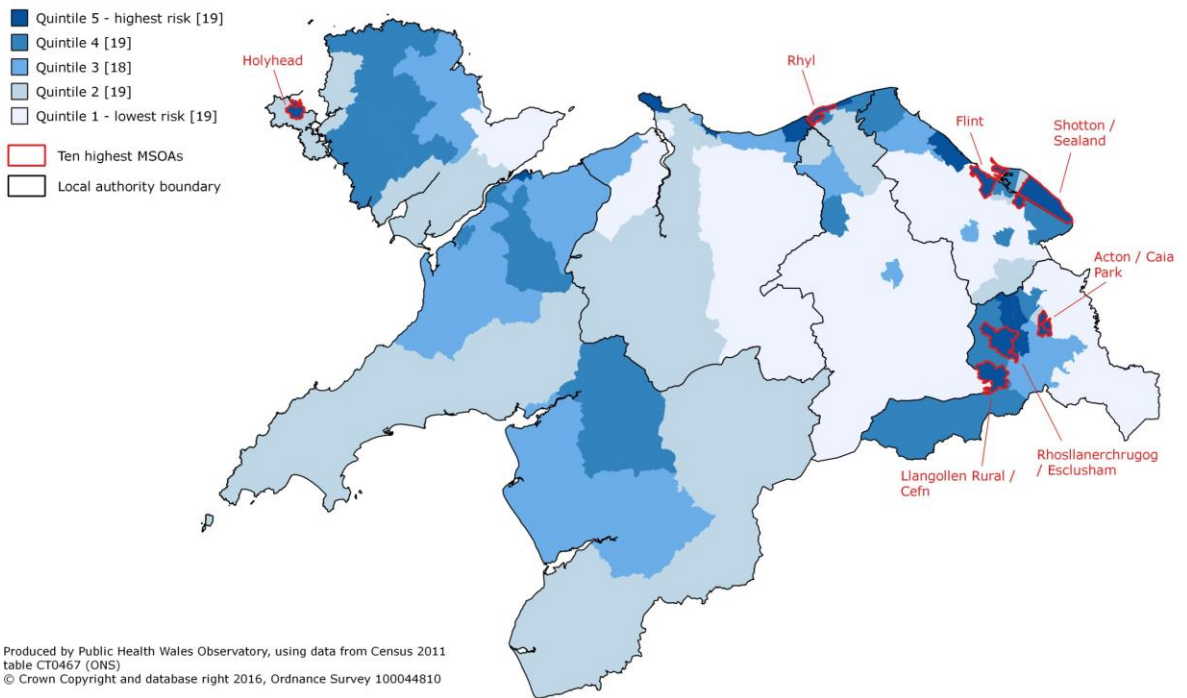 Quintile 5 - highest risk [19]
Quintile 4 [19]
Quintile 3 [18]
Quintile 2 [19]
Quintile 1 - lowest risk [19]
Ten highest MSOAs
Local authority boundary
Holyhead
Rhyl
Flint
Shotton /
Sealand
Acton / Caia
Park
Rhosllanerchrugog
/ Esclusham
Llangollen Rural /
Cefn
Produced by Public Health Wales Observatory, using data from Census 2011
table CT0467 (ONS)
© Crown Copyright and database right 2016, Ordnance Survey 100044810